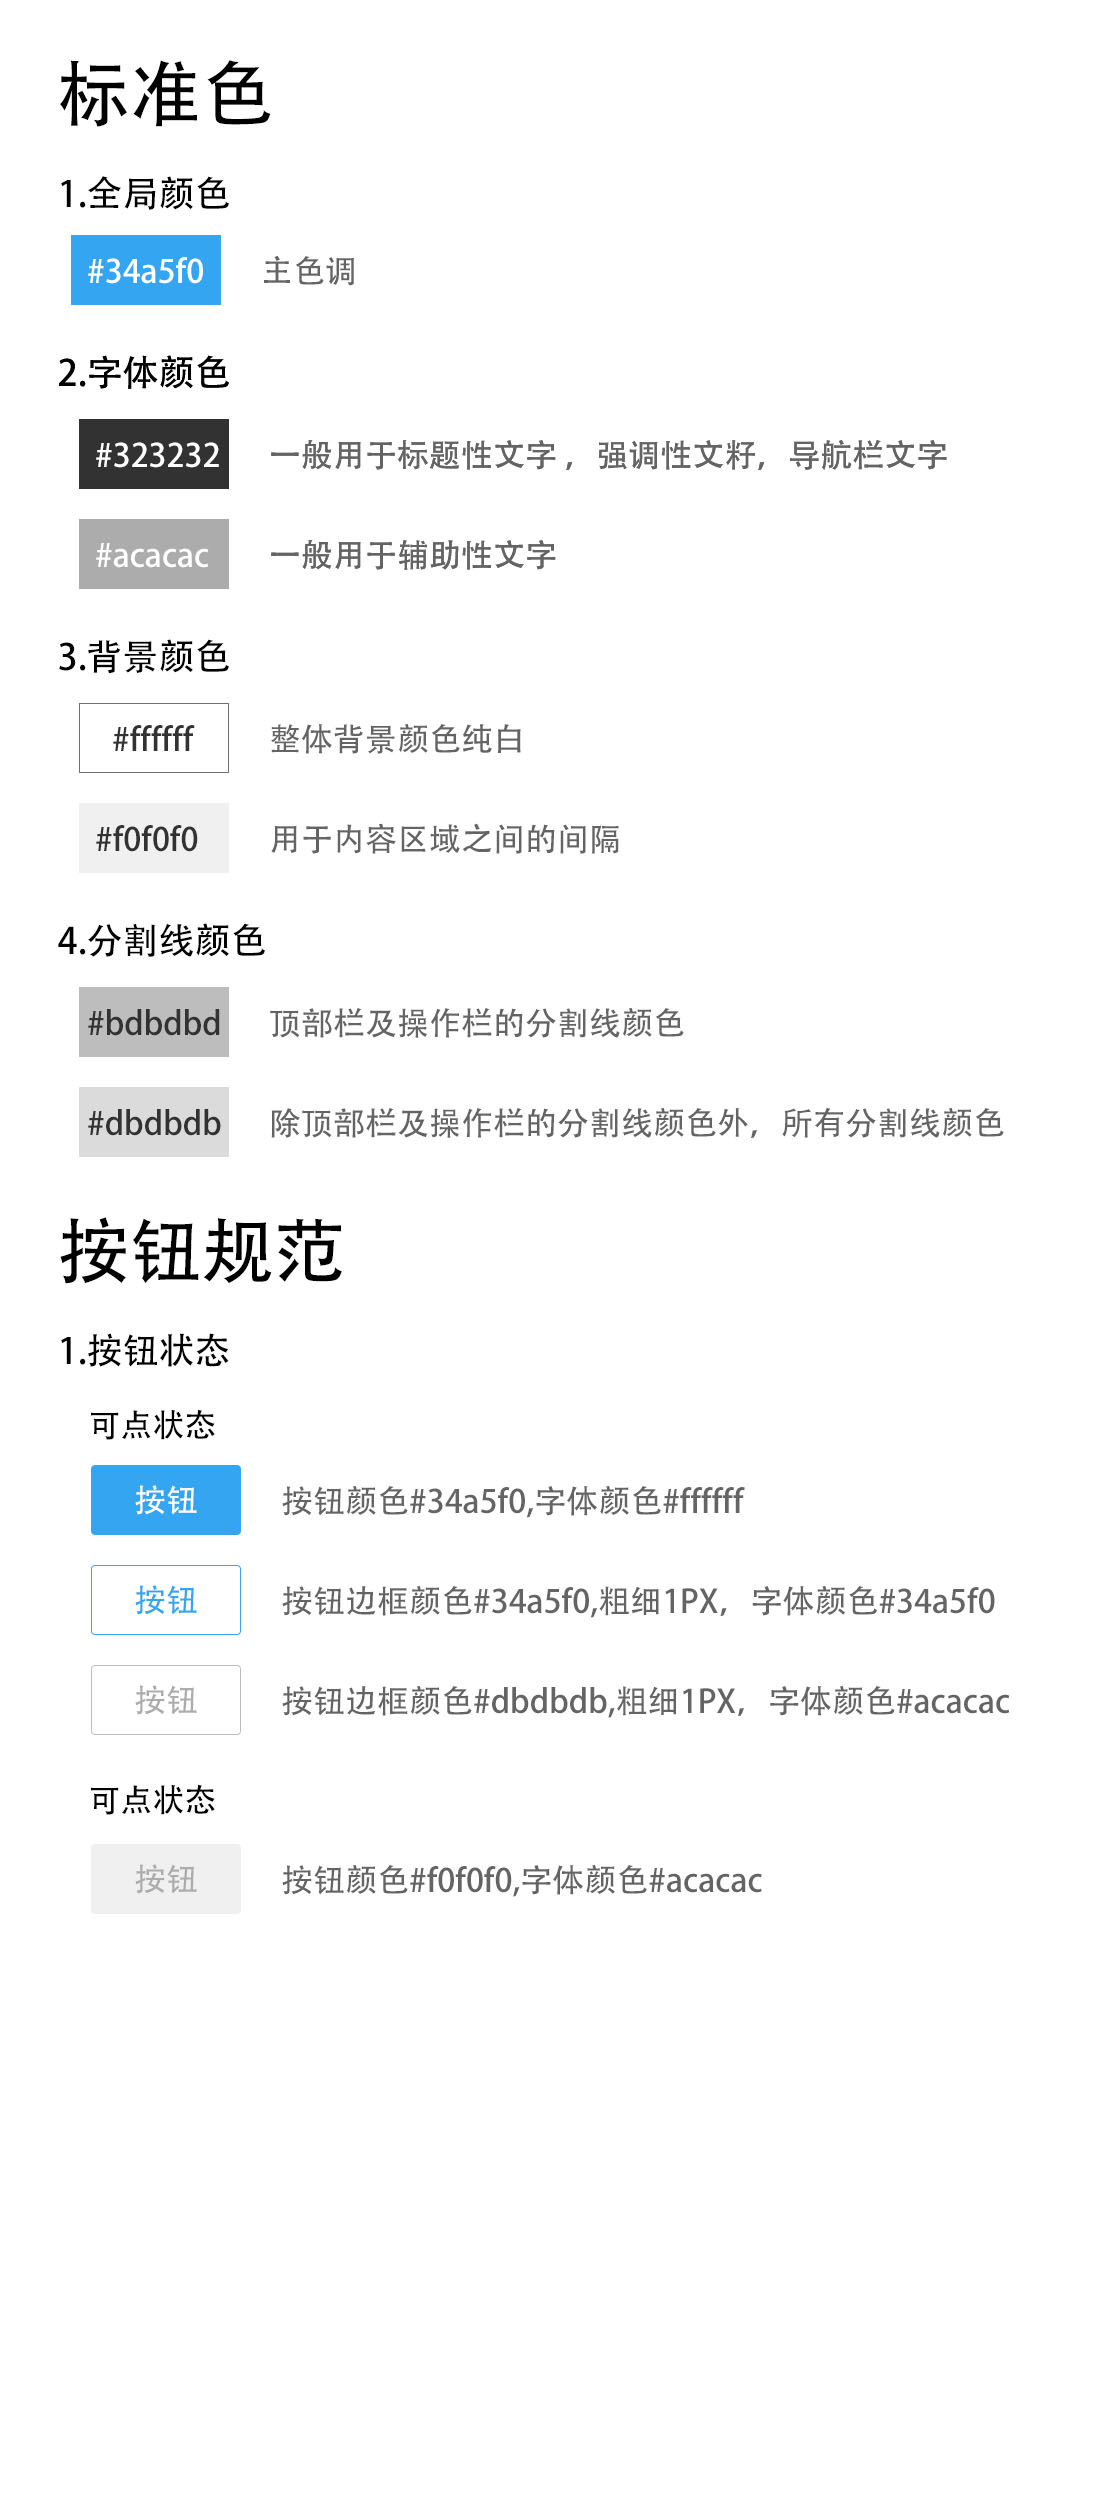 标准色
1.全局颜色
#34a5f0 主色调
2.字体颜色
#323232 一般用于标题性文字，强调性文籽，导航栏文字
#acacac 一般用于辅助性文字
3.背景颜色
#ffffff 整体背景颜色纯白
#f0f0f0 用于内容区域之间的间隔
4.分割线颜色
#bdbdbd 顶部栏及操作栏的分割线颜色
#dbdbdb 除顶部栏及操作栏的分割线颜色外，所有分割线颜色
按钮规范
1.按钮状态
可点状态
按钮 按钮颜色#34a5f0,字体颜色#ffffff
按钮 按钮边框颜色#34a5f0,粗细1PX，字体颜色#34a5f0
按钮 按钮边框颜色#dbdbdb,粗细1PX，字体颜色#acacac
可点状态
按钮 按钮颜色#f0f0f0,字体颜色#acacac